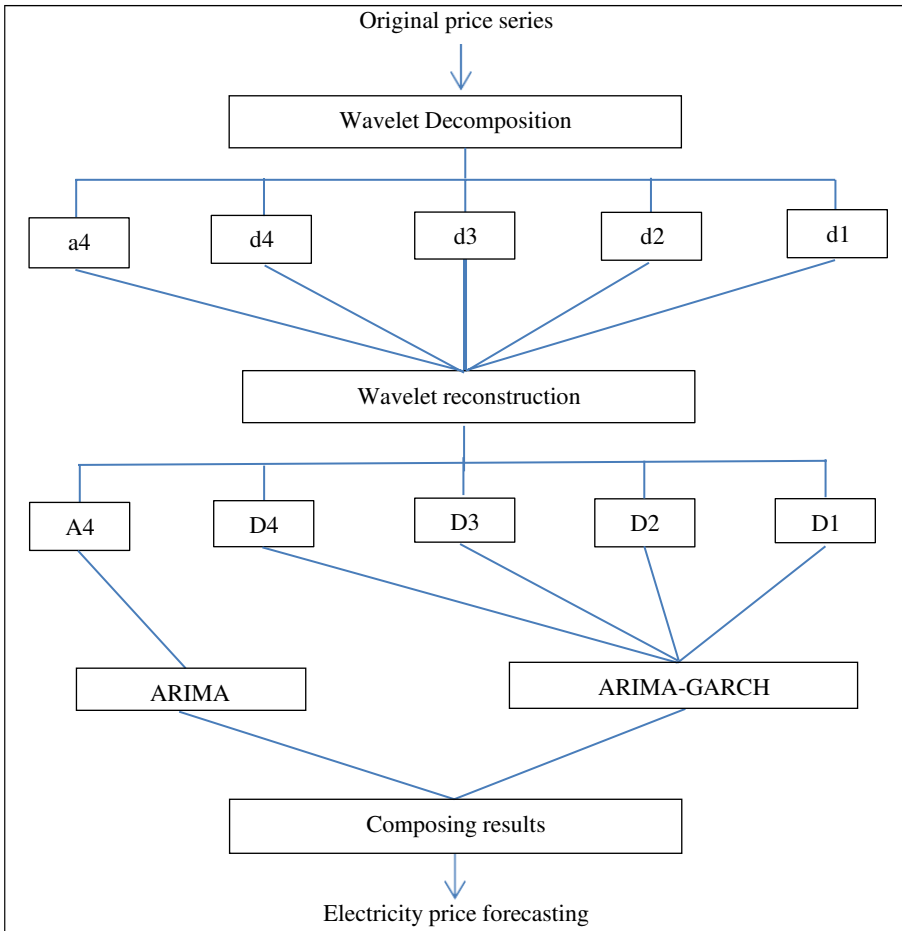 Original price series
Wavelet Decomposition
a4
d4
d3
d2
d1
Wavelet reconstruction
A4
D4
D3
D2
D1
ARIMA
ARIMA-GARCH
Composing results
Electricity price forecasting